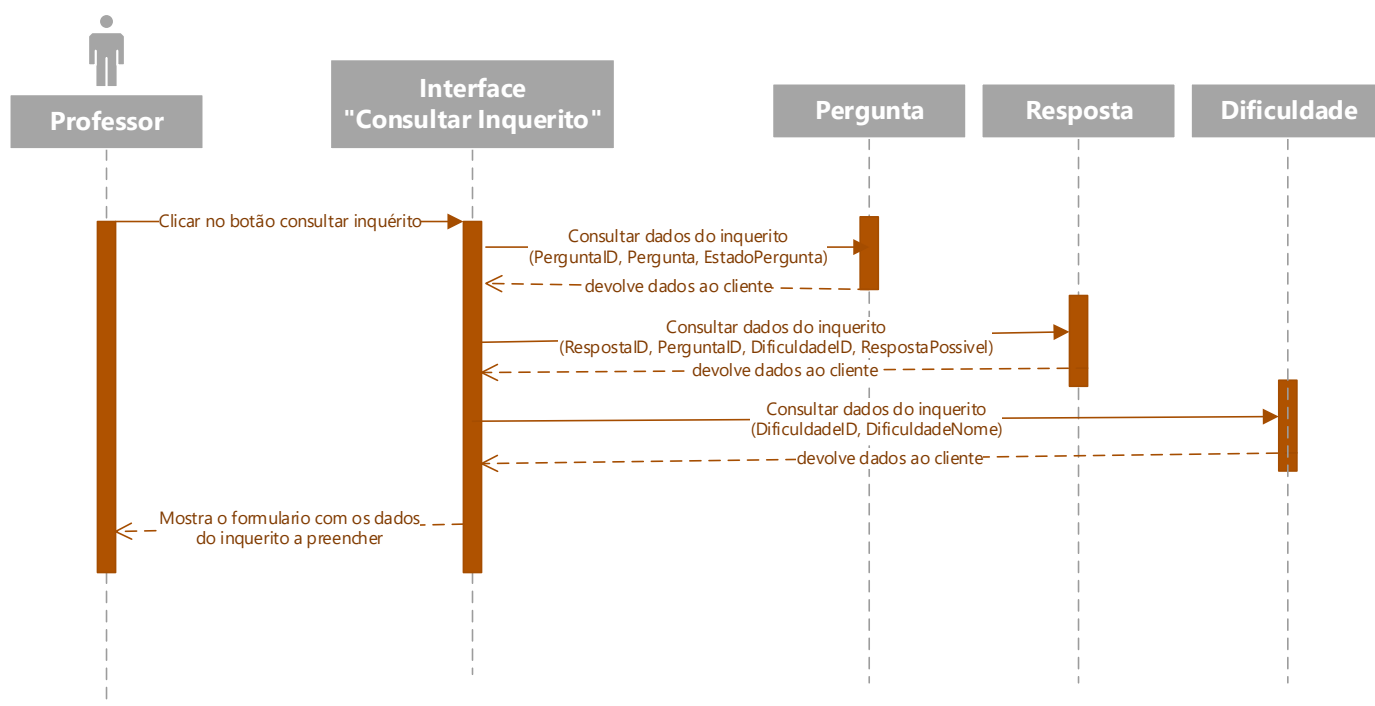 Professor
Interface
"Consultar Inquerito"
Pergunta
Resposta
Dificuldade
Clicar no botão consultar inquérito
Consultar dados do inquerito
(PerguntaID, Pergunta, EstadoPergunta)
devolve dados ao cliente
Consultar dados do inquerito
(RespostaID, PerguntaID, DificuldadeID, RespostaPossivel)
devolve dados ao cliente
Consultar dados do inquerito
(DificuldadeID, DificuldadeNome)
devolve dados ao cliente
Mostra o formulario com os dados
do inquerito a preencher